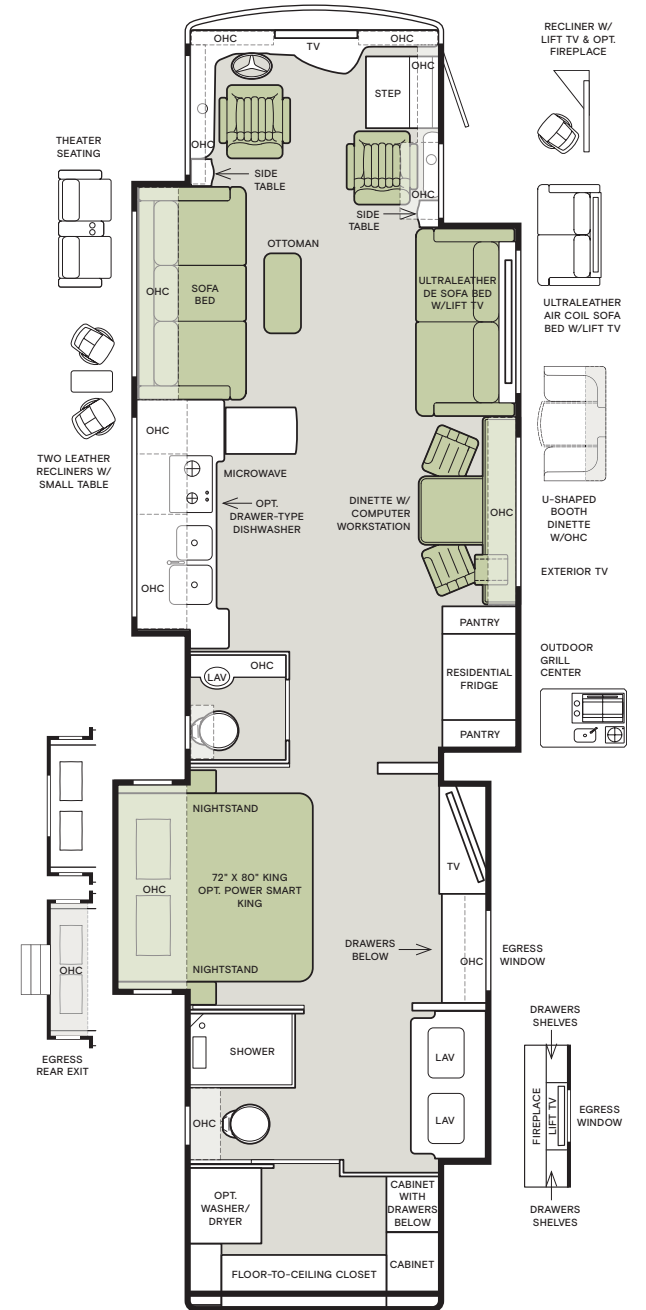 RECLINER W/
LIFT TV & OPT.
FIREPLACE
OHC
TV
OHC
OHC
STEP
THEATER
SEATING
OHC
SIDE
TABLE
OHC
SIDE
TABLE
OTTOMAN
OHC
SOFA
BED
ULTRALEATHER
DE SOFA BED
W/LIFT TV
ULTRALEATHER
AIR COIL SOFA
BED W/LIFT TV
OHC
TWO LEATHER
RECLINERS W/
SMALL TABLE
MICROWAVE
OPT.
DRAWER-TYPE
DISHWASHER
DINETTE W/
COMPUTER
WORKSTATION
OHC
U-SHAPED
BOOTH
DINETTE
W/OHC
OHC
EXTERIOR TV
PANTRY
RESIDENTIAL
FRIDGE
PANTRY
OUTDOOR
GRILL
CENTER
LAV
OHC
NIGHTSTAND
72" X 80" KING
OPT. POWER SMART
KING
OHC
NIGHTSTAND
TV
DRAWERS
BELOW
OHC
EGRESS
WINDOW
OHC
EGRESS
REAR EXIT
SHOWER
LAV
LAV
OHC
DRAWERS
SHELVES
FIREPLACE
LIFT TV
EGRESS
WINDOW
DRAWERS
SHELVES
OPT.
WASHER/
DRYER
CABINET
WITH
DRAWERS
BELOW
CABINET
FLOOR-TO-CEILING CLOSET